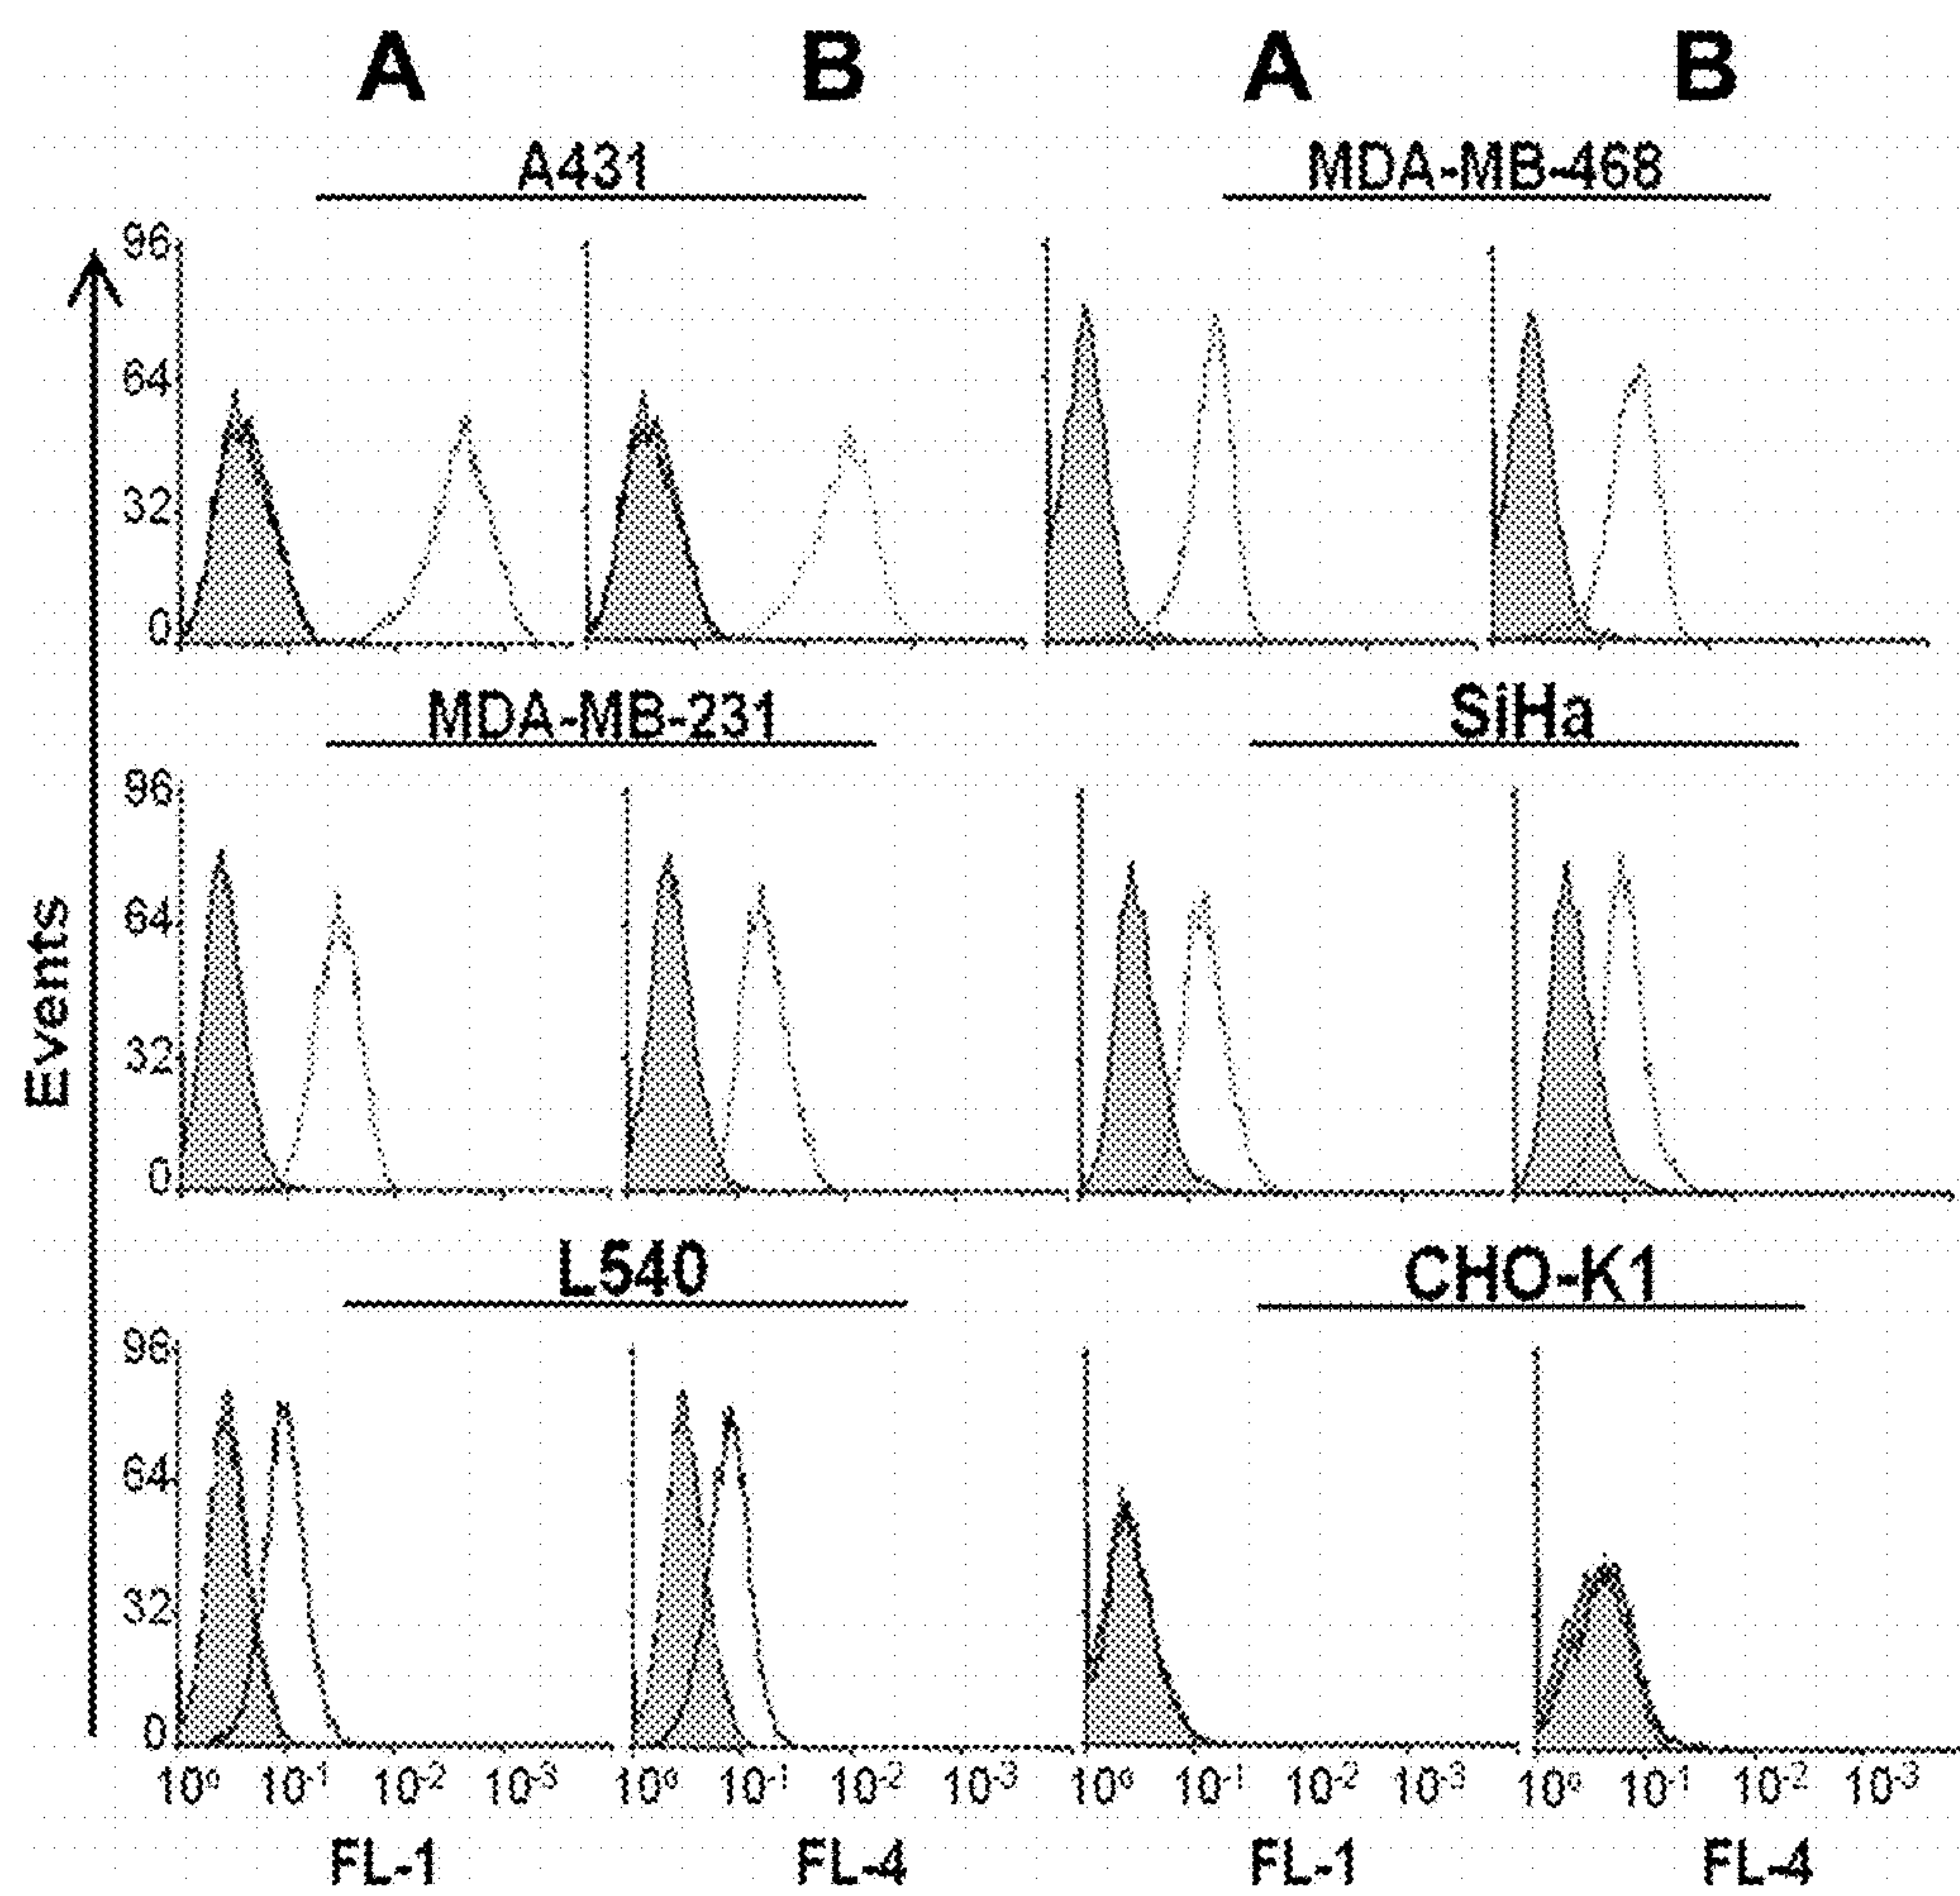 A B A B
A431 MDA-MB-468
96
64
32
0
MDA-MB-231 SiHa
96
64
32
0
Events
L540 CHO-K1
96
64
32
0
10⁰ 10⁻¹ 10⁻² 10⁻³ 10⁰ 10⁻¹ 10⁻² 10⁻³ 10⁰ 10⁻¹ 10⁻² 10⁻³ 10⁰ 10⁻¹ 10⁻² 10⁻³
FL-1 FL-4 FL-1 FL-4